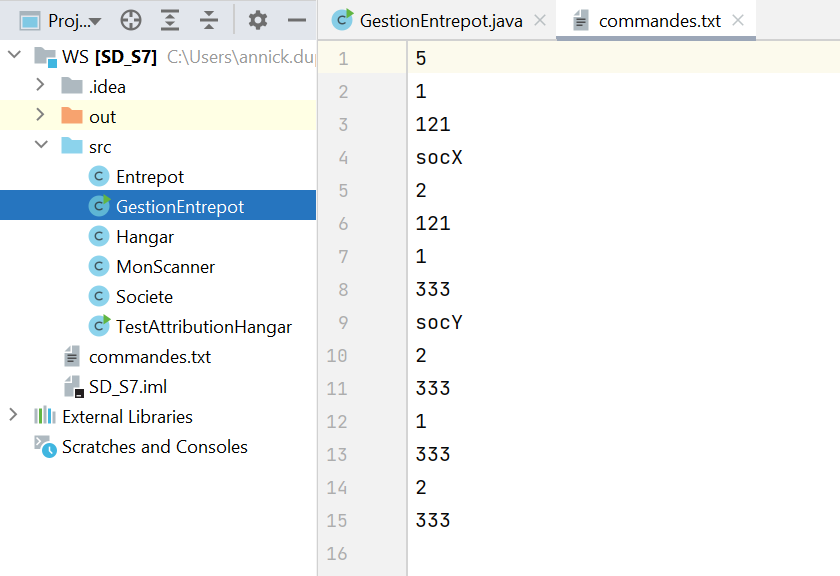 Proj...
WS [SD_S7] C:\Users\annick.du
.idea
out
src
Entrepot
GestionEntrepot
Hangar
MonScanner
Societe
TestAttributionHangar
commandes.txt
SD_S7.iml
External Libraries
Scratches and Consoles
GestionEntrepot.java
commandes.txt
1 5
2 1
3 121
4 socX
5 2
6 121
7 1
8 333
9 socY
10 2
11 333
12 1
13 333
14 2
15 333
16